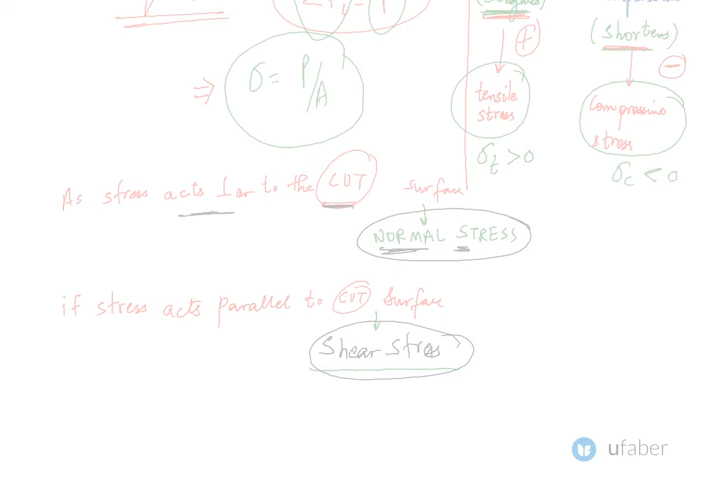 (Shortens)
+
−
⇒ σ = P/A
tensile
stress
Compressive
stress
σt > 0
σc < 0
As stress acts ⊥ar to the CUT surface
NORMAL STRESS
if stress acts parallel to CUT surface
Shear Stress
ufaber